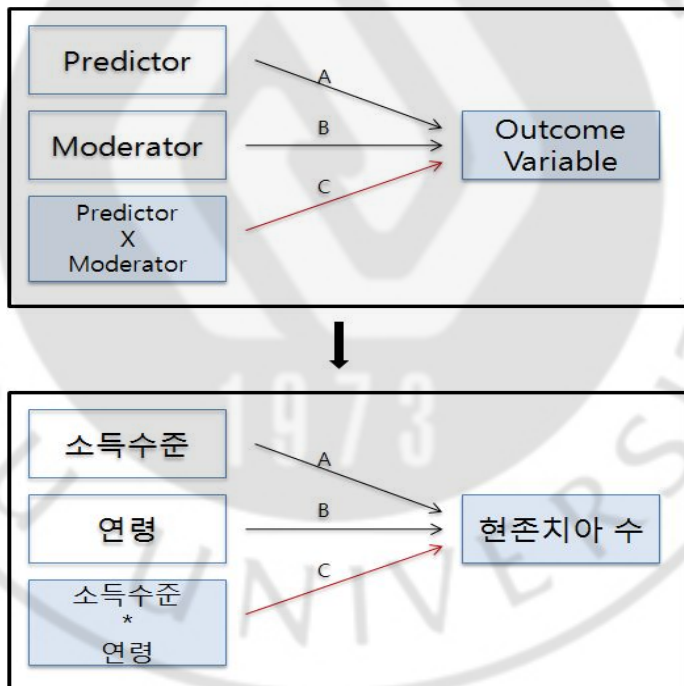 Predictor
A
Moderator
B
Predictor
X
Moderator
C
Outcome
Variable
1973
소득수준
A
연령
B
소득수준
*
연령
C
현존치아 수
U UNIVERSI